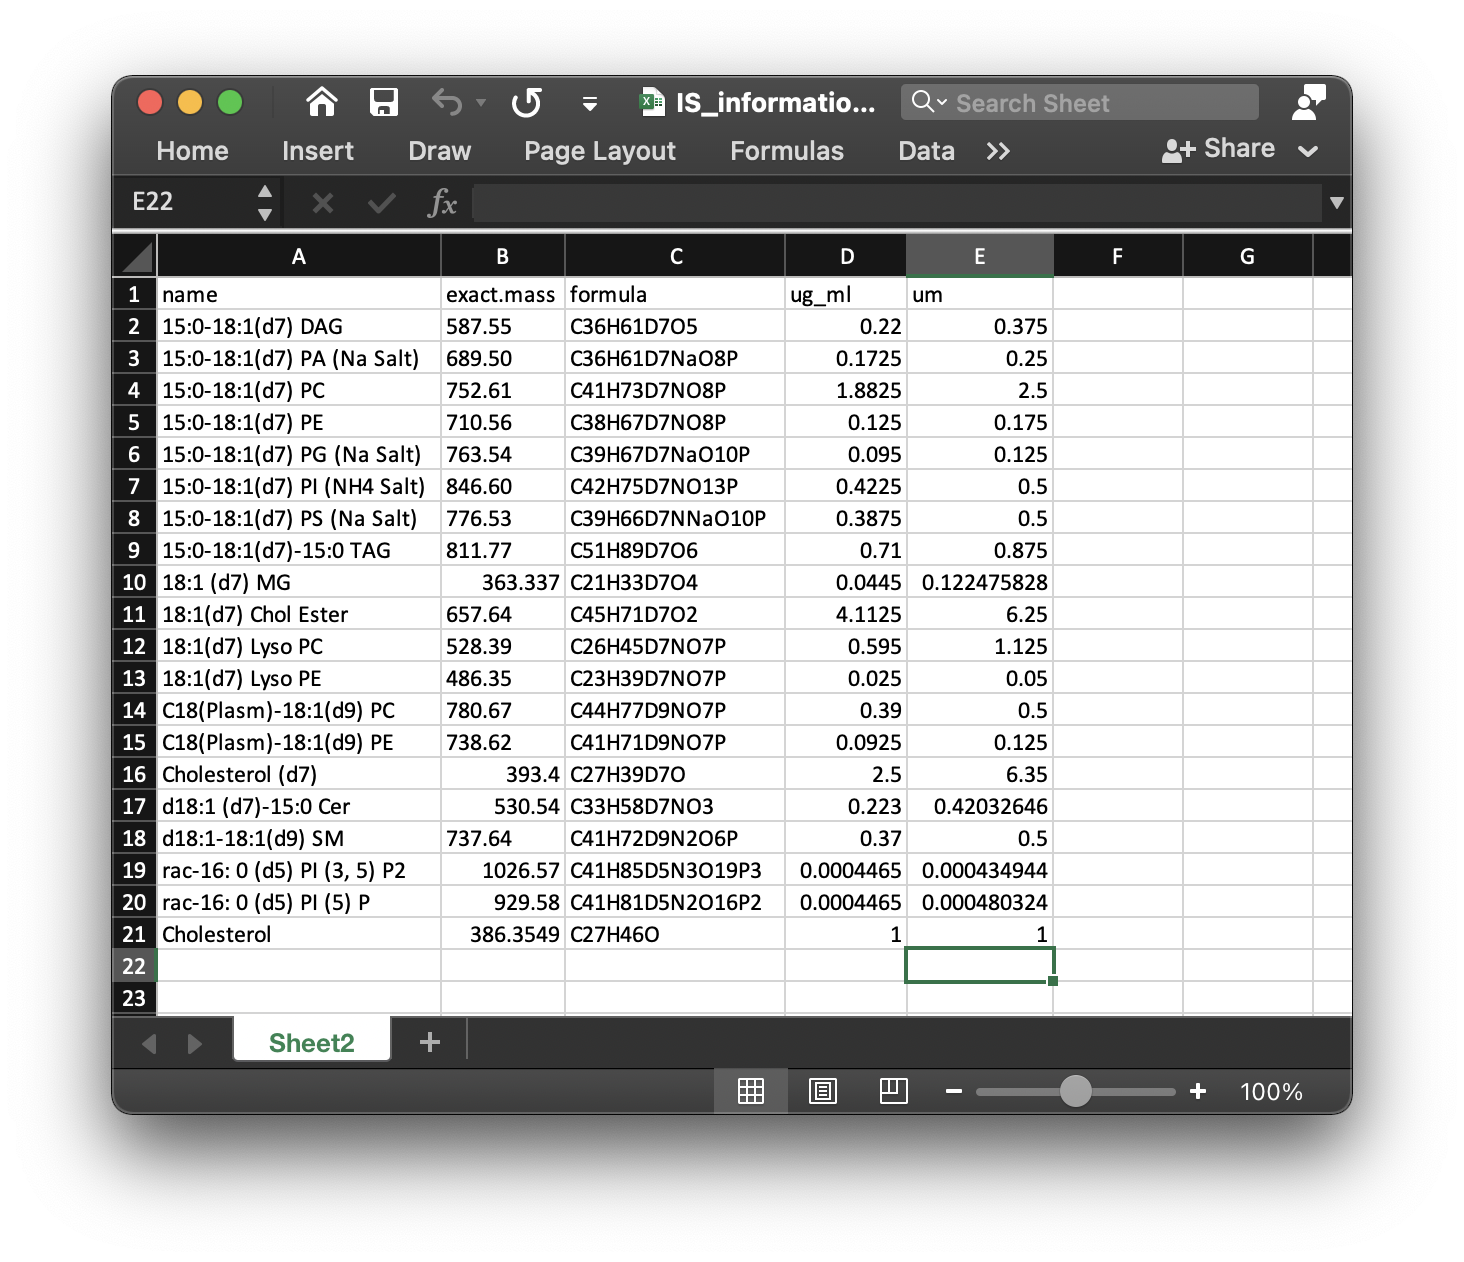 IS_informatio...
Search Sheet
Home Insert Draw Page Layout Formulas Data Share
E22 fx
A B C D E F G
1 name exact.mass formula ug_ml um
2 15:0-18:1(d7) DAG 587.55 C36H61D7O5 0.22 0.375
3 15:0-18:1(d7) PA (Na Salt) 689.50 C36H61D7NaO8P 0.1725 0.25
4 15:0-18:1(d7) PC 752.61 C41H73D7NO8P 1.8825 2.5
5 15:0-18:1(d7) PE 710.56 C38H67D7NO8P 0.125 0.175
6 15:0-18:1(d7) PG (Na Salt) 763.54 C39H67D7NaO10P 0.095 0.125
7 15:0-18:1(d7) PI (NH4 Salt) 846.60 C42H75D7NO13P 0.4225 0.5
8 15:0-18:1(d7) PS (Na Salt) 776.53 C39H66D7NNaO10P 0.3875 0.5
9 15:0-18:1(d7)-15:0 TAG 811.77 C51H89D7O6 0.71 0.875
10 18:1 (d7) MG 363.337 C21H33D7O4 0.0445 0.122475828
11 18:1(d7) Chol Ester 657.64 C45H71D7O2 4.1125 6.25
12 18:1(d7) Lyso PC 528.39 C26H45D7NO7P 0.595 1.125
13 18:1(d7) Lyso PE 486.35 C23H39D7NO7P 0.025 0.05
14 C18(Plasm)-18:1(d9) PC 780.67 C44H77D9NO7P 0.39 0.5
15 C18(Plasm)-18:1(d9) PE 738.62 C41H71D9NO7P 0.0925 0.125
16 Cholesterol (d7) 393.4 C27H39D7O 2.5 6.35
17 d18:1 (d7)-15:0 Cer 530.54 C33H58D7NO3 0.223 0.42032646
18 d18:1-18:1(d9) SM 737.64 C41H72D9N2O6P 0.37 0.5
19 rac-16: 0 (d5) PI (3, 5) P2 1026.57 C41H85D5N3O19P3 0.0004465 0.000434944
20 rac-16: 0 (d5) PI (5) P 929.58 C41H81D5N2O16P2 0.0004465 0.000480324
21 Cholesterol 386.3549 C27H46O 1 1
22
23
Sheet2
100%